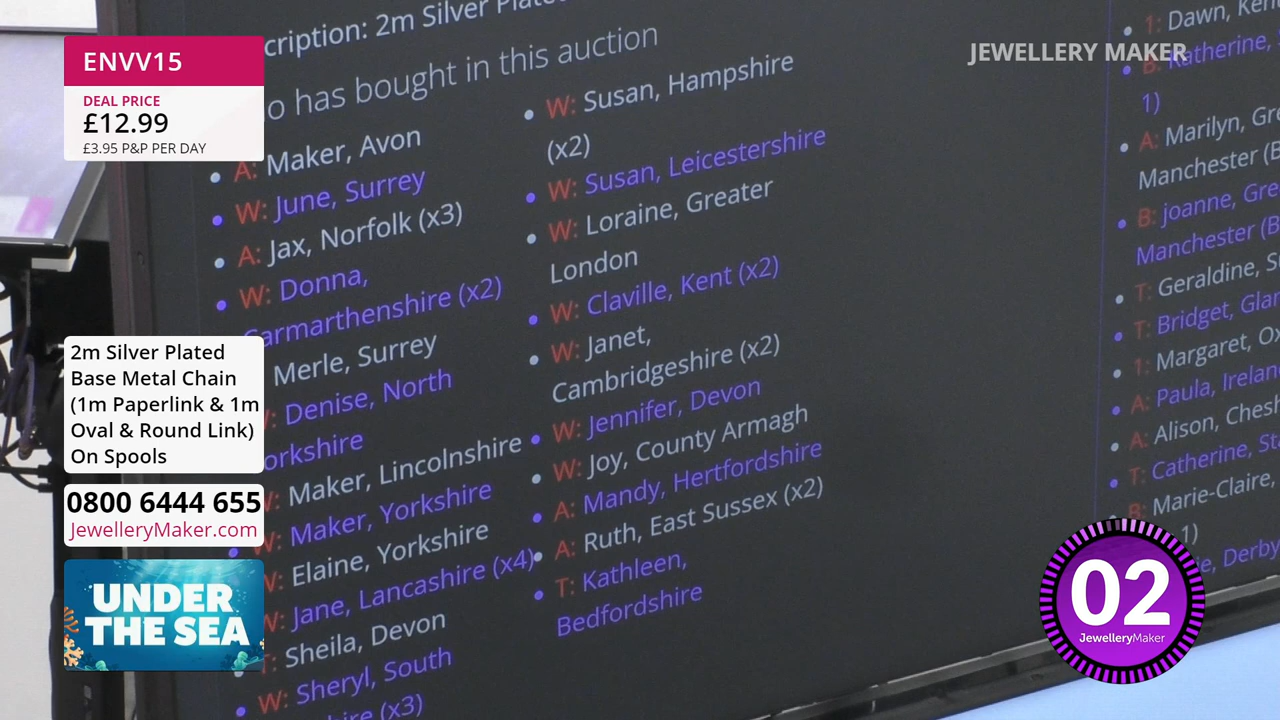 ENVV15
DEAL PRICE
£12.99
£3.95 P&P PER DAY
2m Silver Plated
Base Metal Chain
(1m Paperlink & 1m
Oval & Round Link)
On Spools
0800 6444 655
JewelleryMaker.com
UNDER
THE SEA
JEWELLERY MAKER
2m Silver
has bought in this auction
A: Maker, Avon
W: June, Surrey
A: Jax, Norfolk (x3)
W: Donna,
Carmarthenshire (x2)
Merle, Surrey
Denise, North
Maker, Lincolnshire
W: Maker, Yorkshire
W: Elaine, Yorkshire
W: Jane, Lancashire (x4)
Sheila, Devon
W: Sheryl, South
(x3)
W: Susan, Hampshire
(x2)
W: Susan, Leicestershire
W: Loraine, Greater
London
W: Claville, Kent (x2)
W: Janet,
Cambridgeshire (x2)
W: Jennifer, Devon
W: Joy, County Armagh
A: Mandy, Hertfordshire
A: Ruth, East Sussex (x2)
T: Kathleen,
Bedfordshire
1: Dawn,
B: Katherine,
1)
A: Marilyn,
Manchester
B: Joanne,
Manchester
T: Geraldine,
T: Bridget,
1: Margaret,
A: Paula,
A: Alison,
T: Catherine,
B: Marie-Claire,
1)
02
JewelleryMaker